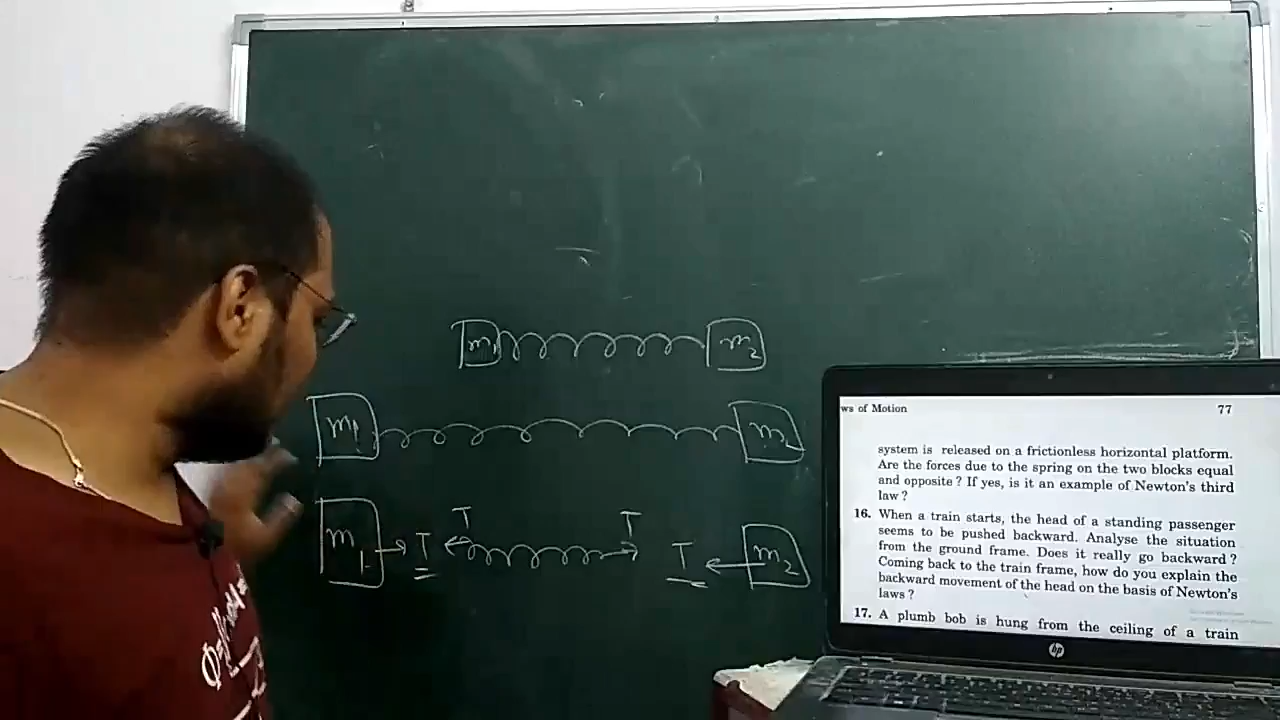 m1 m2
m1 m2
T T
m1 T T m2
ws of Motion 77
system is released on a frictionless horizontal platform.
Are the forces due to the spring on the two blocks equal
and opposite ? If yes, is it an example of Newton's third
law ?
16. When a train starts, the head of a standing passenger
seems to be pushed backward. Analyse the situation
from the ground frame. Does it really go backward ?
Coming back to the train frame, how do you explain the
backward movement of the head on the basis of Newton's
laws ?
17. A plumb bob is hung from the ceiling of a train
hp